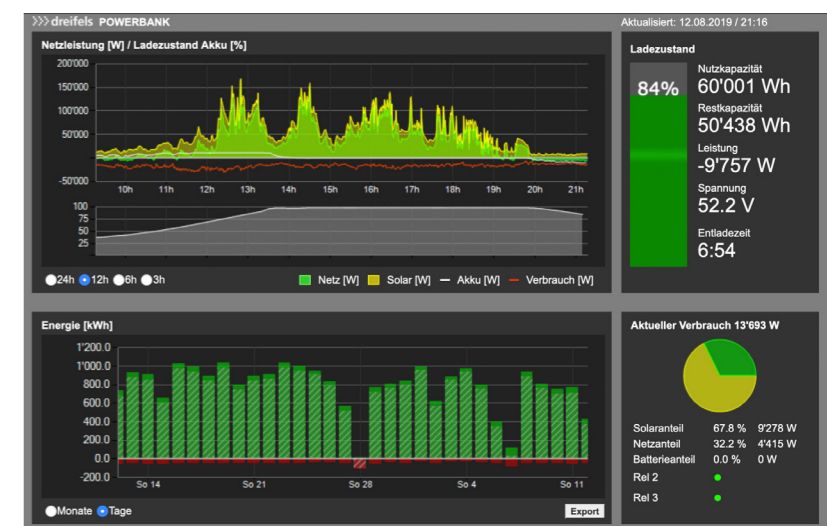 >>> dreifels POWERBANK
Aktualisiert: 12.08.2019 / 21:16
Netzleistung [W] / Ladezustand Akku [%]
200'000
150'000
100'000
50'000
-50'000
10h 11h 12h 13h 14h 15h 16h 17h 18h 19h 20h 21h
100
75
50
25
24h 12h 6h 3h
Netz [W] Solar [W] Akku [W] Verbrauch [W]
Ladezustand
84%
Nutzkapazität
60'001 Wh
Restkapazität
50'438 Wh
Leistung
-9'757 W
Spannung
52.2 V
Entladezeit
6:54
Energie [kWh]
1'200.0
1'000.0
800.0
600.0
400.0
200.0
0.0
-200.0
So 14 So 21 So 28 So 4 So 11
Monate Tage
Export
Aktueller Verbrauch 13'693 W
Solaranteil 67.8 % 9'278 W
Netzanteil 32.2 % 4'415 W
Batterieanteil 0.0 % 0 W
Rel 2
Rel 3